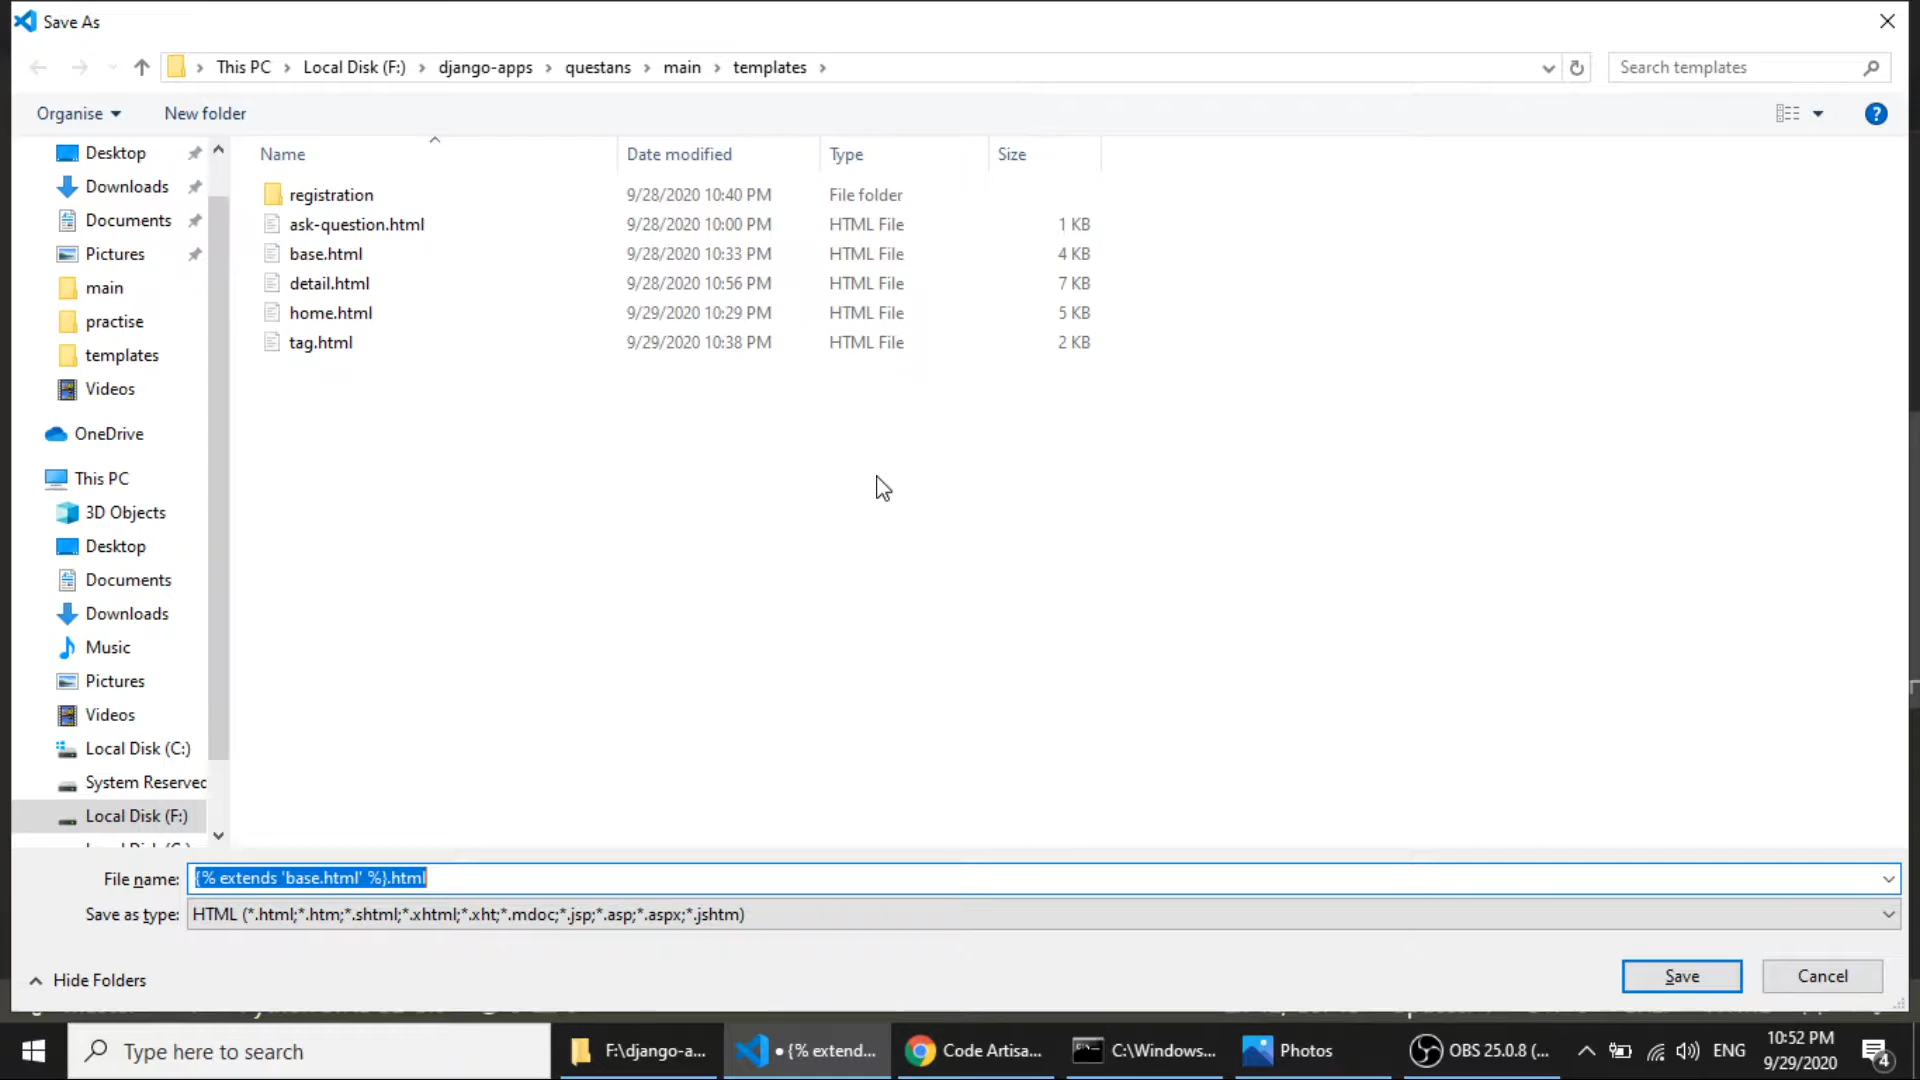 Save As
This PC > Local Disk (F:) > django-apps > questans > main > templates >
Search templates
Organise
New folder
?
Name
Date modified
Type
Size
registration 9/28/2020 10:40 PM File folder
ask-question.html 9/28/2020 10:00 PM HTML File 1 KB
base.html 9/28/2020 10:33 PM HTML File 4 KB
detail.html 9/28/2020 10:56 PM HTML File 7 KB
home.html 9/29/2020 10:29 PM HTML File 5 KB
tag.html 9/29/2020 10:38 PM HTML File 2 KB
Desktop
Downloads
Documents
Pictures
main
practise
templates
Videos
OneDrive
This PC
3D Objects
Desktop
Documents
Downloads
Music
Pictures
Videos
Local Disk (C:)
System Reserved
Local Disk (F:)
File name: {% extends 'base.html' %}.html
Save as type: HTML (*.html;*.htm;*.shtml;*.xhtml;*.xht;*.mdoc;*.jsp;*.asp;*.aspx;*.jshtm)
Hide Folders
Save
Cancel
Type here to search
F:\django-a...
● {% extend...
Code Artisa...
C:\Windows...
Photos
OBS 25.0.8 (...
ENG
10:52 PM
9/29/2020
4